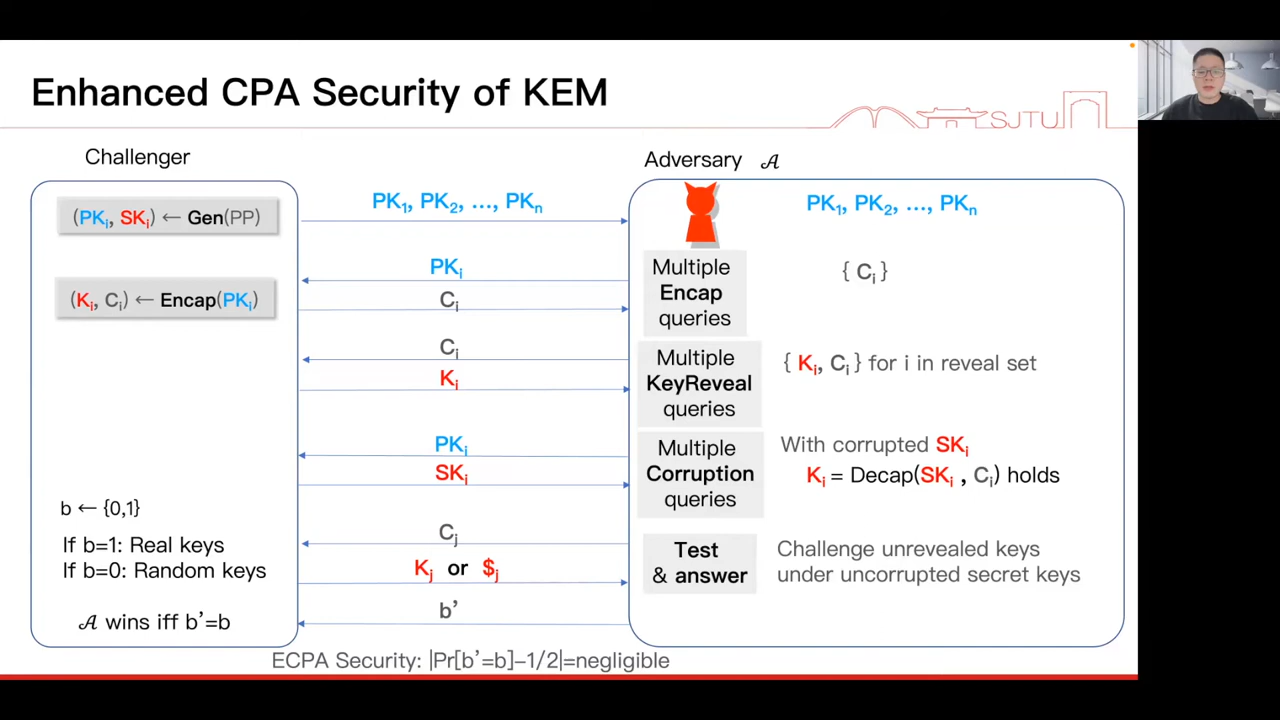 Enhanced CPA Security of KEM
SJTU
Challenger
Adversary 𝒜
(PKᵢ, SKᵢ) ← Gen(PP)
PK₁, PK₂, ..., PKₙ
PK₁, PK₂, ..., PKₙ
(Kᵢ, Cᵢ) ← Encap(PKᵢ)
PKᵢ
Cᵢ
Multiple
Encap
queries
{ Cᵢ }
Cᵢ
Kᵢ
Multiple
KeyReveal
queries
{ Kᵢ, Cᵢ } for i in reveal set
PKᵢ
SKᵢ
Multiple
Corruption
queries
With corrupted SKᵢ
Kᵢ = Decap(SKᵢ , Cᵢ) holds
b ← {0,1}
If b=1: Real keys
If b=0: Random keys
Cⱼ
Kⱼ or $ⱼ
Test
& answer
Challenge unrevealed keys
under uncorrupted secret keys
𝒜 wins iff b’=b
b’
ECPA Security: |Pr[b’=b]−1/2|=negligible